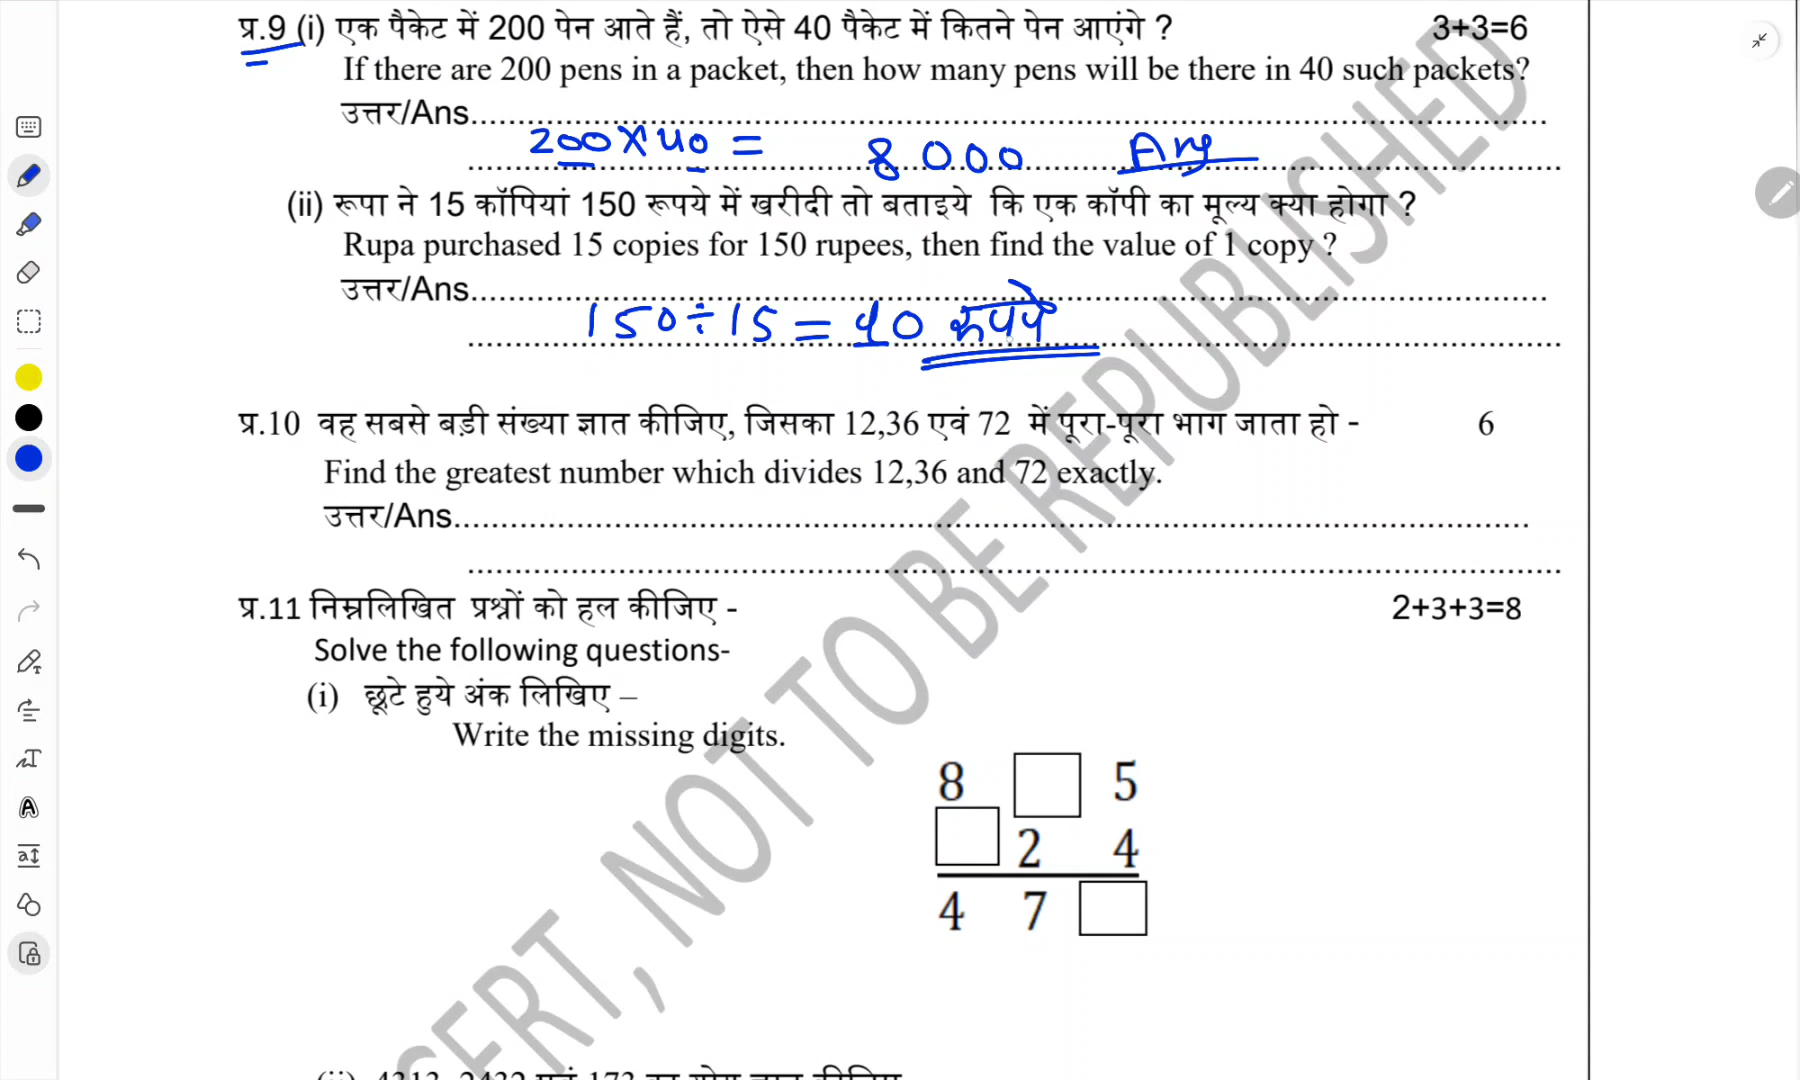 प्र.9 (i) एक पैकेट में 200 पेन आते हैं, तो ऐसे 40 पैकेट में कितने पेन आएंगे ? 3+3=6
If there are 200 pens in a packet, then how many pens will be there in 40 such packets?
उत्तर/Ans
200 × 40 = 8000 Ans
(ii) रूपा ने 15 कॉपियां 150 रूपये में खरीदी तो बताइये कि एक कॉपी का मूल्य क्या होगा ?
Rupa purchased 15 copies for 150 rupees, then find the value of 1 copy ?
उत्तर/Ans
150 ÷ 15 = 10 रूपये
प्र.10 वह सबसे बड़ी संख्या ज्ञात कीजिए, जिसका 12,36 एवं 72 में पूरा-पूरा भाग जाता हो - 6
Find the greatest number which divides 12,36 and 72 exactly.
उत्तर/Ans
प्र.11 निम्नलिखित प्रश्नों को हल कीजिए - 2+3+3=8
Solve the following questions-
(i) छूटे हुये अंक लिखिए –
Write the missing digits.
8 5
2 4
4 7
(ii) 4313, 2432 एवं 173 का योग ज्ञात कीजिए
SERT, NOT TO BE REPUBLISHED